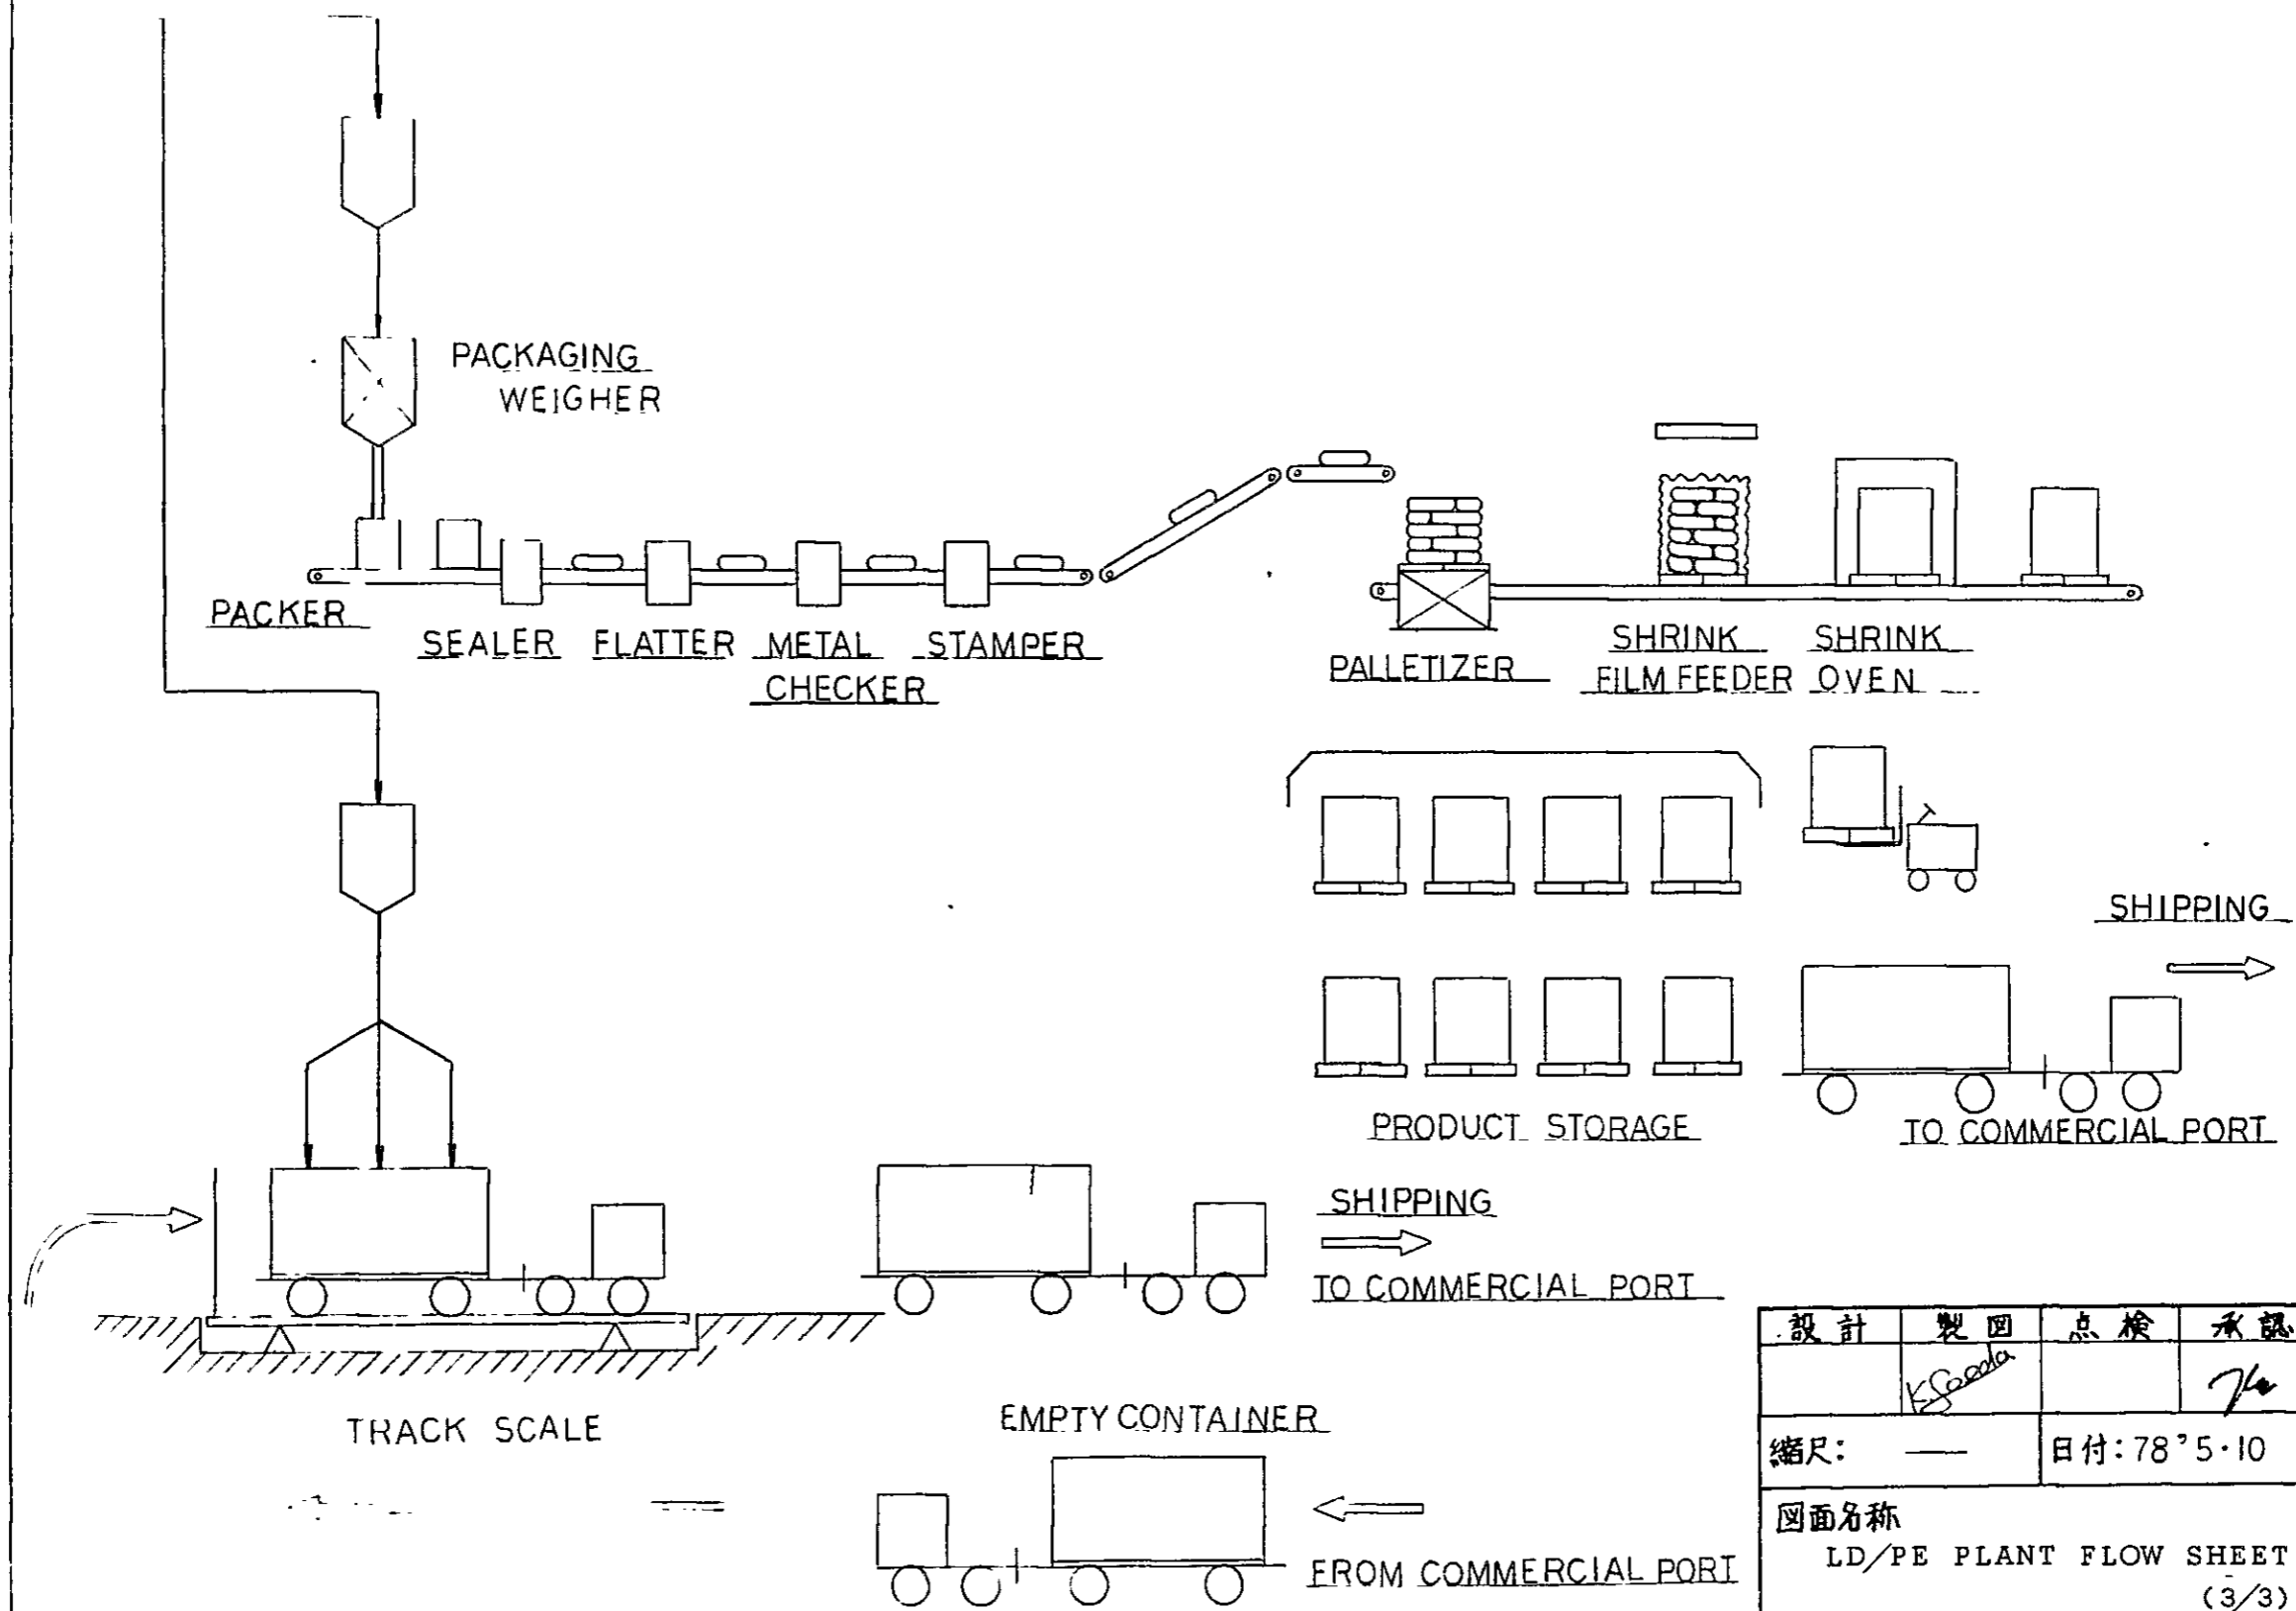 PACKAGING
WEIGHER
PACKER
SEALER
FLATTER
METAL
CHECKER
STAMPER
PALLETIZER
SHRINK
FILM FEEDER
SHRINK
OVEN
SHIPPING
PRODUCT STORAGE
TO COMMERCIAL PORT
SHIPPING
TO COMMERCIAL PORT
TRACK SCALE
EMPTY CONTAINER
FROM COMMERCIAL PORT
設計 製図 点検 承認
縮尺: —
日付: 78'5・10
図面名称
LD/PE PLANT FLOW SHEET
(3/3)